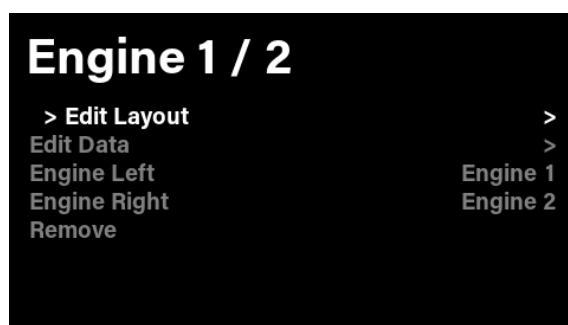 Engine 1 / 2
> Edit Layout >
Edit Data >
Engine Left Engine 1
Engine Right Engine 2
Remove